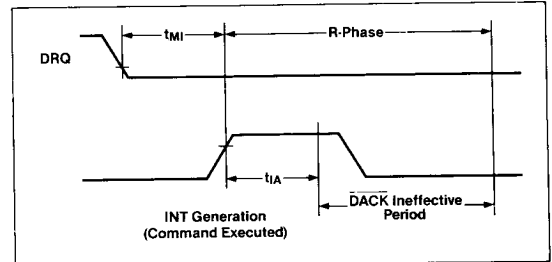 DRQ
tMI
R-Phase
tIA
INT Generation
(Command Executed)
DACK Ineffective
Period